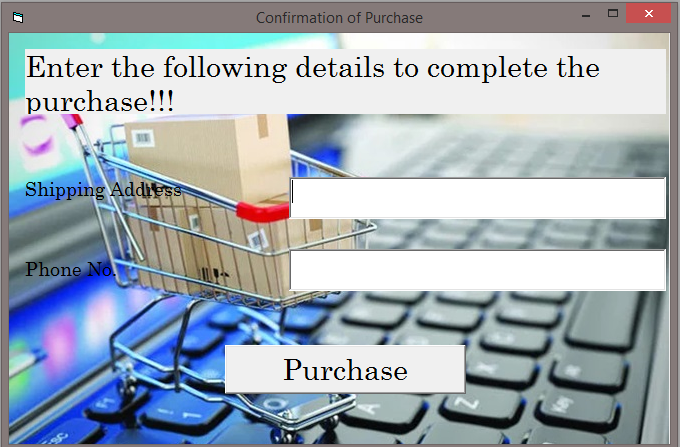 Confirmation of Purchase
Enter the following details to complete the
purchase!!!
Shipping Address
Phone No.
Purchase